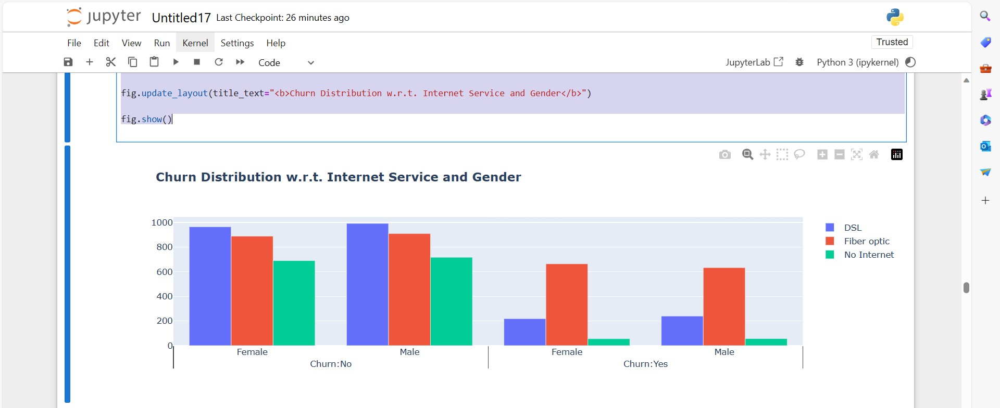 jupyter Untitled17 Last Checkpoint: 26 minutes ago
File Edit View Run Kernel Settings Help
Trusted
Code
JupyterLab
Python 3 (ipykernel)
fig.update_layout(title_text="<b>Churn Distribution w.r.t. Internet Service and Gender</b>")
fig.show()
Churn Distribution w.r.t. Internet Service and Gender
1000
800
600
400
200
0
Female Male Female Male
Churn:No Churn:Yes
DSL
Fiber optic
No Internet